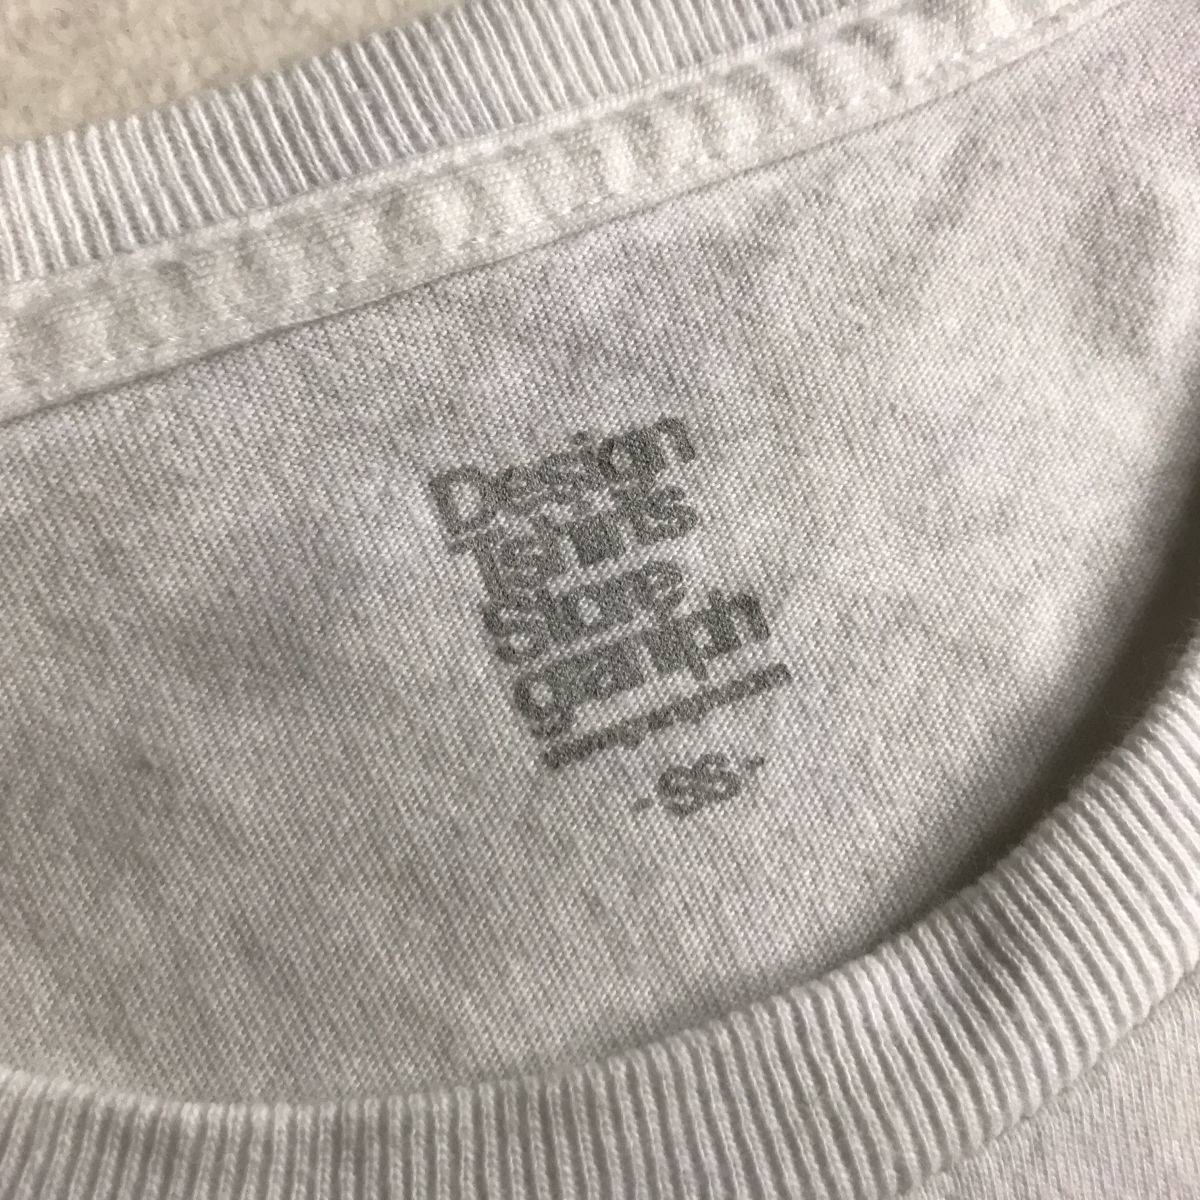 Design
Tshirts
Store
graniph
-SS-